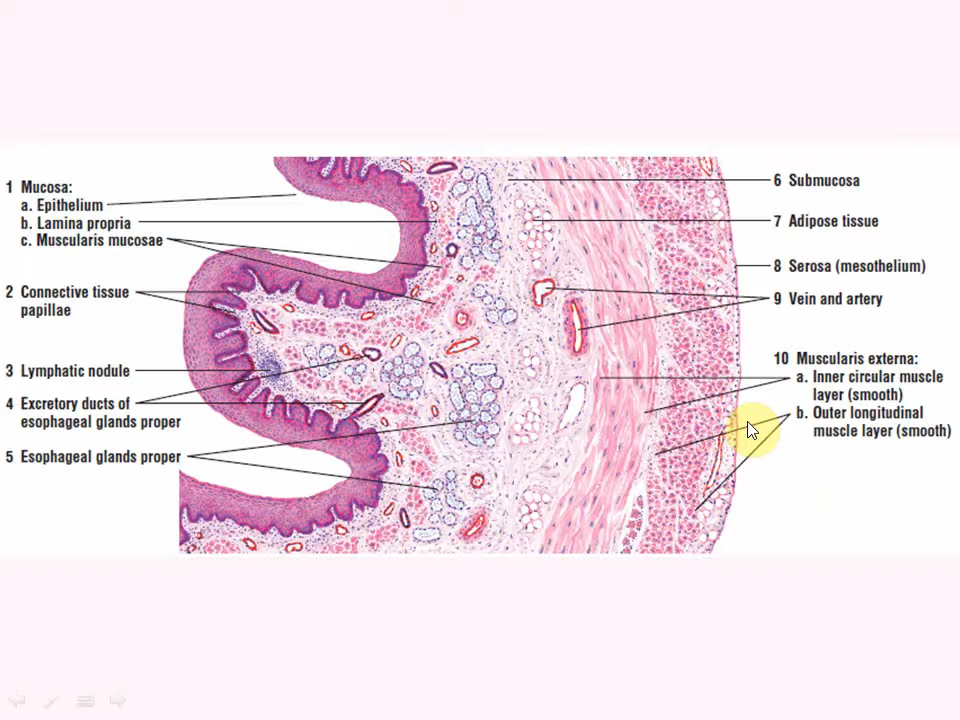 1 Mucosa:
a. Epithelium
b. Lamina propria
c. Muscularis mucosae
2 Connective tissue
papillae
3 Lymphatic nodule
4 Excretory ducts of
esophageal glands proper
5 Esophageal glands proper
6 Submucosa
7 Adipose tissue
8 Serosa (mesothelium)
9 Vein and artery
10 Muscularis externa:
a. Inner circular muscle
layer (smooth)
b. Outer longitudinal
muscle layer (smooth)